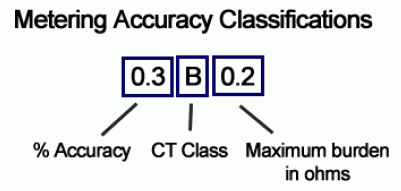 Metering Accuracy Classifications
0.3 B 0.2
% Accuracy CT Class Maximum burden
in ohms